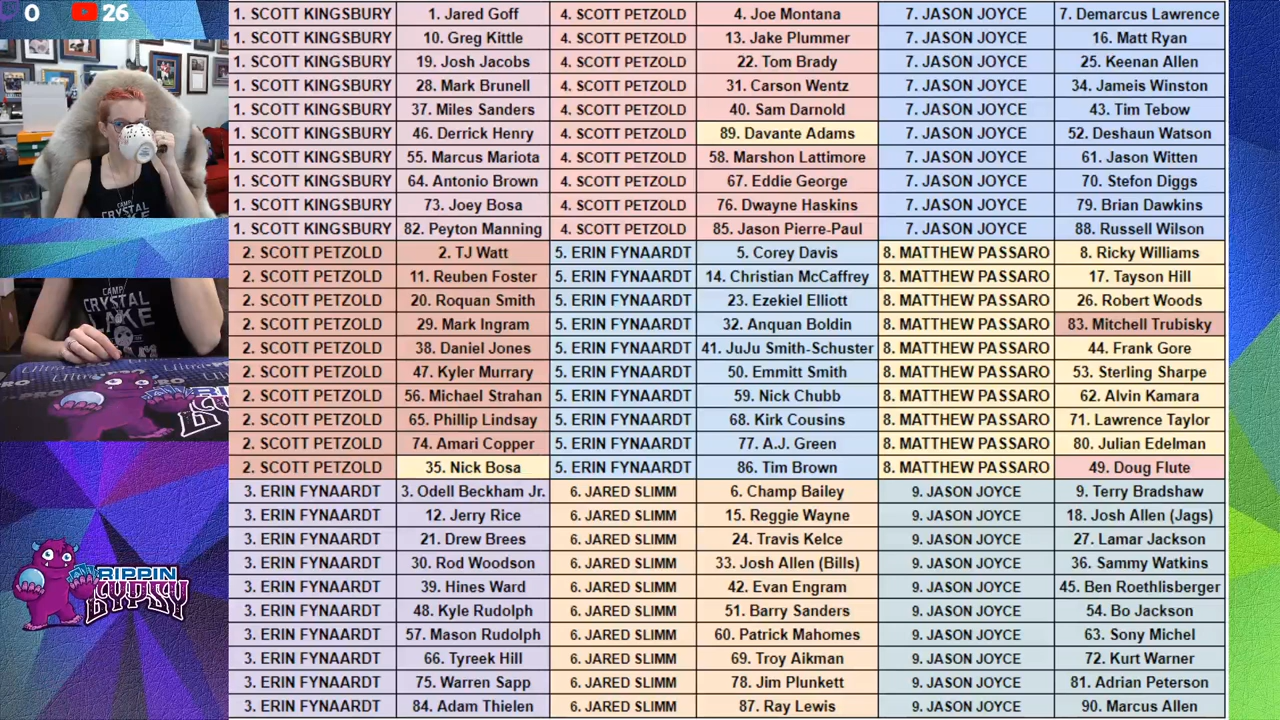 0 26
1. SCOTT KINGSBURY 1. Jared Goff 4. SCOTT PETZOLD 4. Joe Montana 7. JASON JOYCE 7. Demarcus Lawrence
1. SCOTT KINGSBURY 10. Greg Kittle 4. SCOTT PETZOLD 13. Jake Plummer 7. JASON JOYCE 16. Matt Ryan
1. SCOTT KINGSBURY 19. Josh Jacobs 4. SCOTT PETZOLD 22. Tom Brady 7. JASON JOYCE 25. Keenan Allen
1. SCOTT KINGSBURY 28. Mark Brunell 4. SCOTT PETZOLD 31. Carson Wentz 7. JASON JOYCE 34. Jameis Winston
1. SCOTT KINGSBURY 37. Miles Sanders 4. SCOTT PETZOLD 40. Sam Darnold 7. JASON JOYCE 43. Tim Tebow
1. SCOTT KINGSBURY 46. Derrick Henry 4. SCOTT PETZOLD 89. Davante Adams 7. JASON JOYCE 52. Deshaun Watson
1. SCOTT KINGSBURY 55. Marcus Mariota 4. SCOTT PETZOLD 58. Marshon Lattimore 7. JASON JOYCE 61. Jason Witten
1. SCOTT KINGSBURY 64. Antonio Brown 4. SCOTT PETZOLD 67. Eddie George 7. JASON JOYCE 70. Stefon Diggs
1. SCOTT KINGSBURY 73. Joey Bosa 4. SCOTT PETZOLD 76. Dwayne Haskins 7. JASON JOYCE 79. Brian Dawkins
1. SCOTT KINGSBURY 82. Peyton Manning 4. SCOTT PETZOLD 85. Jason Pierre-Paul 7. JASON JOYCE 88. Russell Wilson
2. SCOTT PETZOLD 2. TJ Watt 5. ERIN FYNAARDT 5. Corey Davis 8. MATTHEW PASSARO 8. Ricky Williams
2. SCOTT PETZOLD 11. Reuben Foster 5. ERIN FYNAARDT 14. Christian McCaffrey 8. MATTHEW PASSARO 17. Tayson Hill
2. SCOTT PETZOLD 20. Roquan Smith 5. ERIN FYNAARDT 23. Ezekiel Elliott 8. MATTHEW PASSARO 26. Robert Woods
2. SCOTT PETZOLD 29. Mark Ingram 5. ERIN FYNAARDT 32. Anquan Boldin 8. MATTHEW PASSARO 83. Mitchell Trubisky
2. SCOTT PETZOLD 38. Daniel Jones 5. ERIN FYNAARDT 41. JuJu Smith-Schuster 8. MATTHEW PASSARO 44. Frank Gore
2. SCOTT PETZOLD 47. Kyler Murrary 5. ERIN FYNAARDT 50. Emmitt Smith 8. MATTHEW PASSARO 53. Sterling Sharpe
2. SCOTT PETZOLD 56. Michael Strahan 5. ERIN FYNAARDT 59. Nick Chubb 8. MATTHEW PASSARO 62. Alvin Kamara
2. SCOTT PETZOLD 65. Phillip Lindsay 5. ERIN FYNAARDT 68. Kirk Cousins 8. MATTHEW PASSARO 71. Lawrence Taylor
2. SCOTT PETZOLD 74. Amari Copper 5. ERIN FYNAARDT 77. A.J. Green 8. MATTHEW PASSARO 80. Julian Edelman
2. SCOTT PETZOLD 35. Nick Bosa 5. ERIN FYNAARDT 86. Tim Brown 8. MATTHEW PASSARO 49. Doug Flute
3. ERIN FYNAARDT 3. Odell Beckham Jr. 6. JARED SLIMM 6. Champ Bailey 9. JASON JOYCE 9. Terry Bradshaw
3. ERIN FYNAARDT 12. Jerry Rice 6. JARED SLIMM 15. Reggie Wayne 9. JASON JOYCE 18. Josh Allen (Jags)
3. ERIN FYNAARDT 21. Drew Brees 6. JARED SLIMM 24. Travis Kelce 9. JASON JOYCE 27. Lamar Jackson
3. ERIN FYNAARDT 30. Rod Woodson 6. JARED SLIMM 33. Josh Allen (Bills) 9. JASON JOYCE 36. Sammy Watkins
3. ERIN FYNAARDT 39. Hines Ward 6. JARED SLIMM 42. Evan Engram 9. JASON JOYCE 45. Ben Roethlisberger
3. ERIN FYNAARDT 48. Kyle Rudolph 6. JARED SLIMM 51. Barry Sanders 9. JASON JOYCE 54. Bo Jackson
3. ERIN FYNAARDT 57. Mason Rudolph 6. JARED SLIMM 60. Patrick Mahomes 9. JASON JOYCE 63. Sony Michel
3. ERIN FYNAARDT 66. Tyreek Hill 6. JARED SLIMM 69. Troy Aikman 9. JASON JOYCE 72. Kurt Warner
3. ERIN FYNAARDT 75. Warren Sapp 6. JARED SLIMM 78. Jim Plunkett 9. JASON JOYCE 81. Adrian Peterson
3. ERIN FYNAARDT 84. Adam Thielen 6. JARED SLIMM 87. Ray Lewis 9. JASON JOYCE 90. Marcus Allen
CAMP
CRYSTAL
CAMP
CRYSTAL
LAKE
RIPPIN
GYPSY